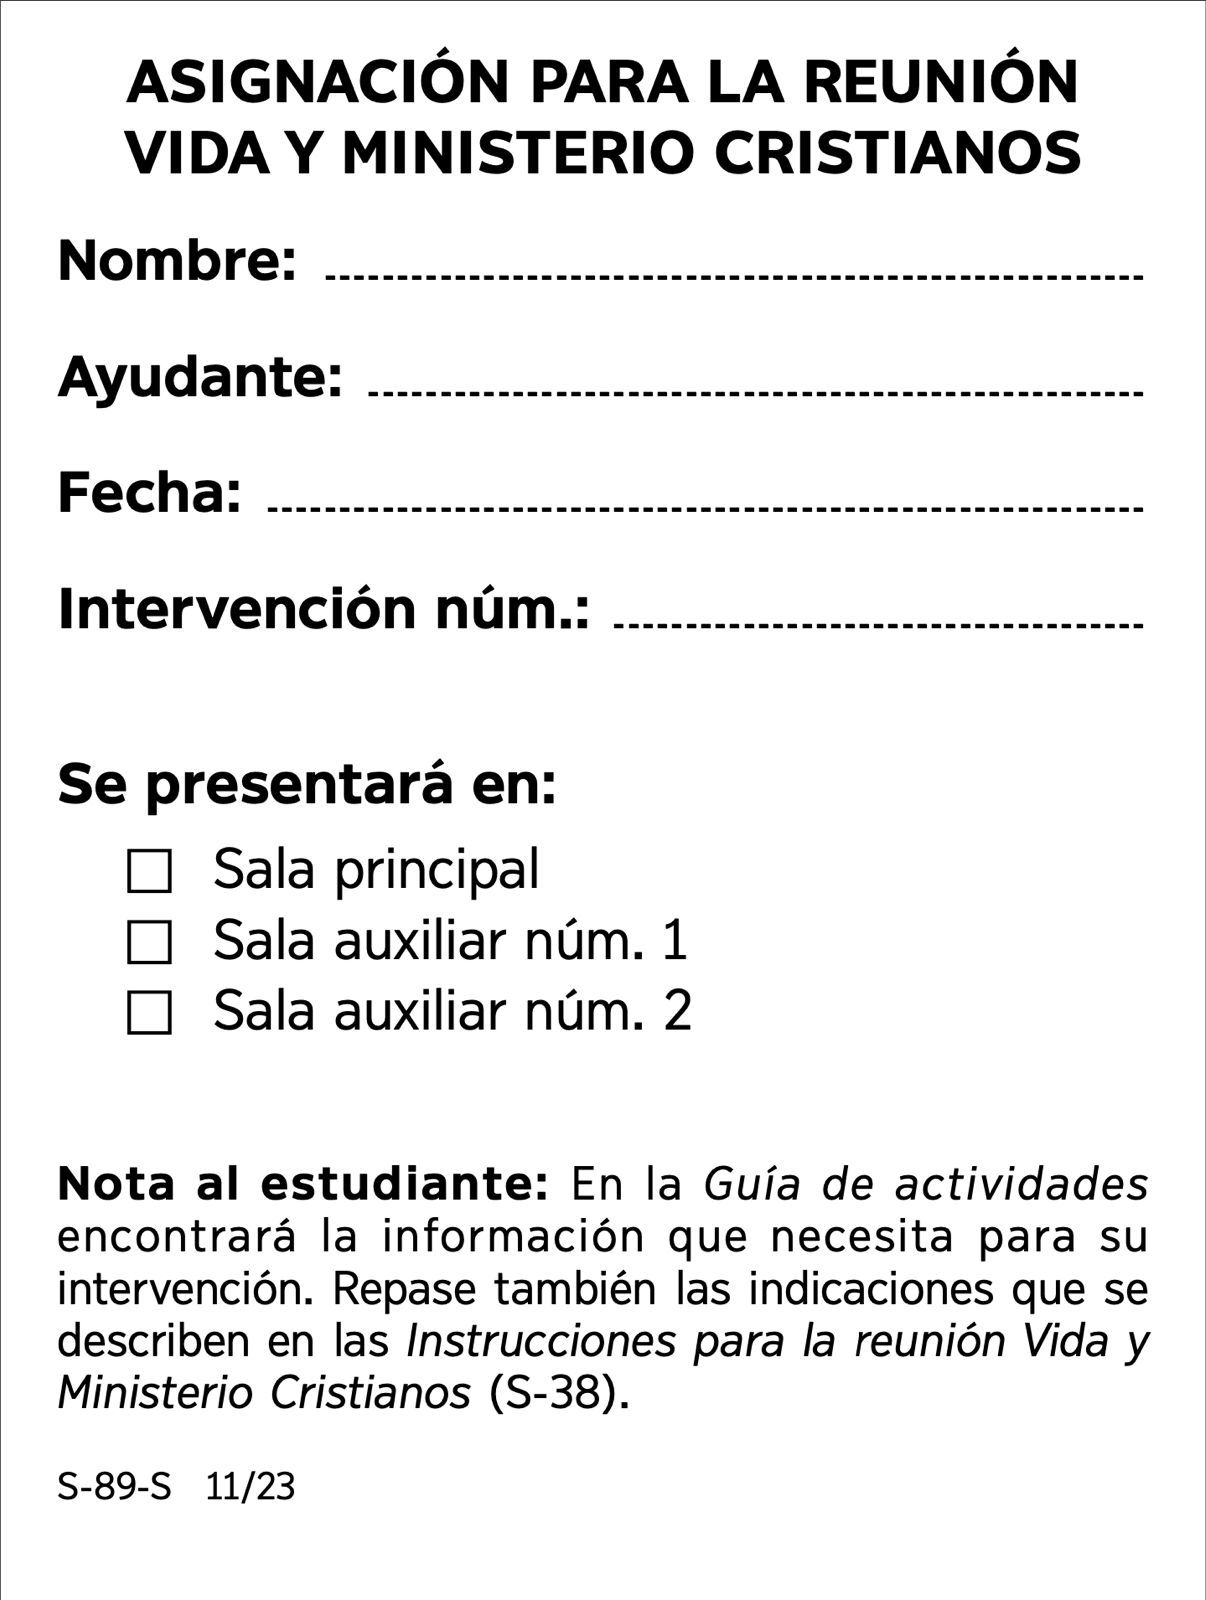 ASIGNACIÓN PARA LA REUNIÓN
VIDA Y MINISTERIO CRISTIANOS
Nombre:
Ayudante:
Fecha:
Intervención núm.:
Se presentará en:
Sala principal
Sala auxiliar núm. 1
Sala auxiliar núm. 2
Nota al estudiante: En la Guía de actividades
encontrará la información que necesita para su
intervención. Repase también las indicaciones que se
describen en las Instrucciones para la reunión Vida y
Ministerio Cristianos (S-38).
S-89-S 11/23